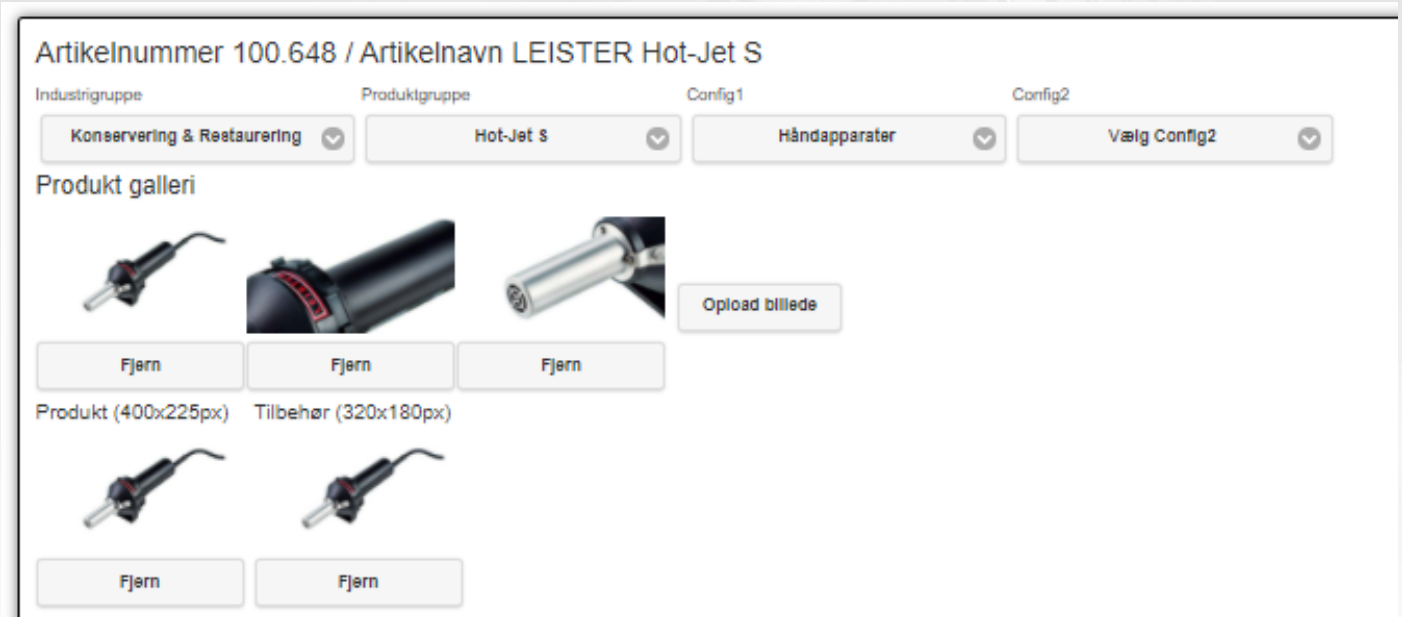 Artikelnummer 100.648 / Artikelnavn LEISTER Hot-Jet S
Industrigruppe Produktgruppe Config1 Config2
Konservering & Restaurering Hot-Jet S Håndapparater Vælg Config2
Produkt galleri
Opload billede
Fjern Fjern Fjern
Produkt (400x225px) Tilbehør (320x180px)
Fjern Fjern